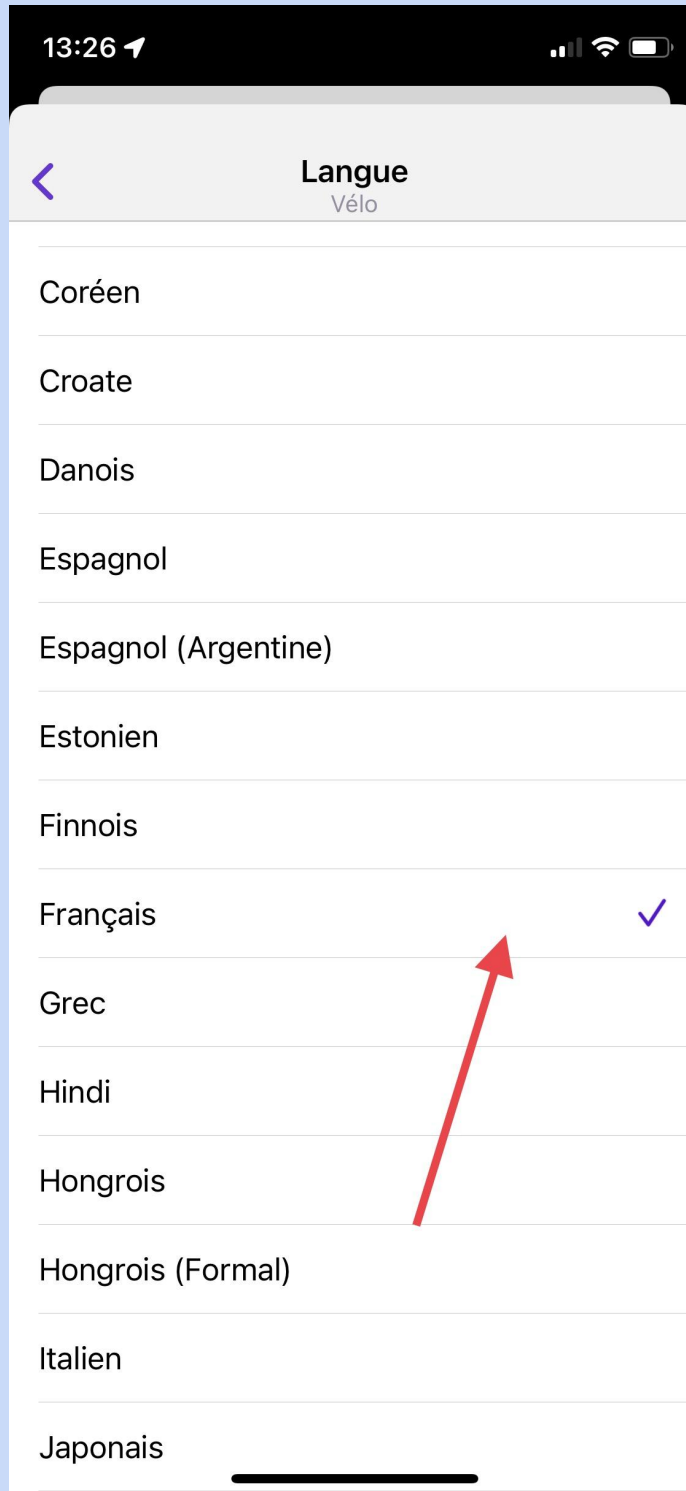 13:26
Langue
Vélo
Coréen
Croate
Danois
Espagnol
Espagnol (Argentine)
Estonien
Finnois
Français
Grec
Hindi
Hongrois
Hongrois (Formal)
Italien
Japonais